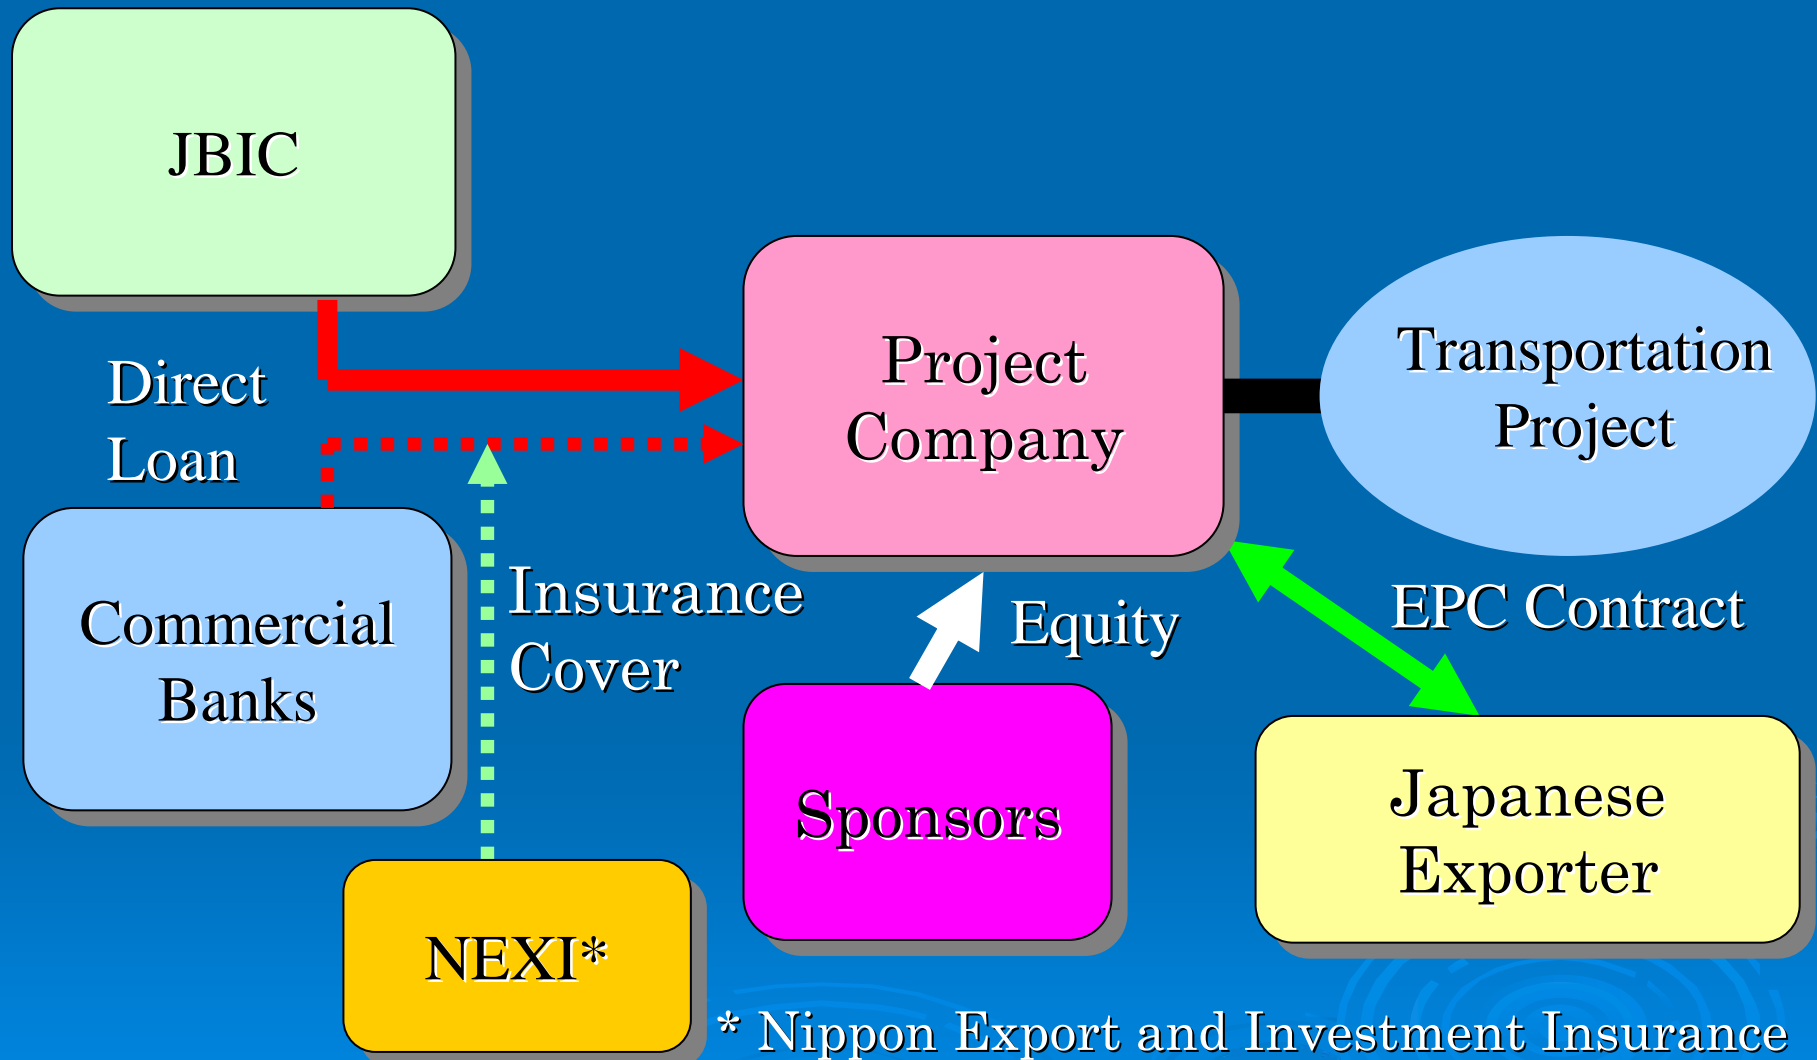 JBIC
Direct
Loan
Project
Company
Transportation
Project
Commercial
Banks
Insurance
Cover
Equity
EPC Contract
Sponsors
Japanese
Exporter
NEXI*
* Nippon Export and Investment Insurance